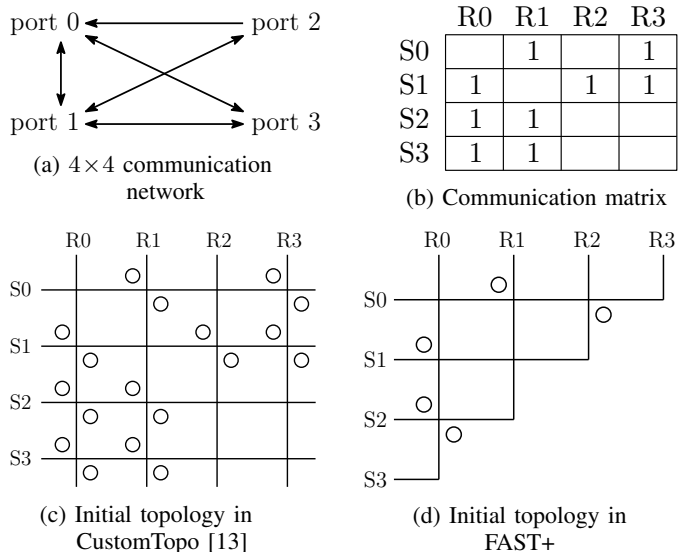 port 0 port 2
port 1 port 3
(a) 4×4 communication
network
R0 R1 R2 R3
S0 1 1
S1 1 1 1
S2 1 1
S3 1 1
(b) Communication matrix
R0 R1 R2 R3
S0
S1
S2
S3
(c) Initial topology in
CustomTopo [13]
R0 R1 R2 R3
S0
S1
S2
S3
(d) Initial topology in
FAST+